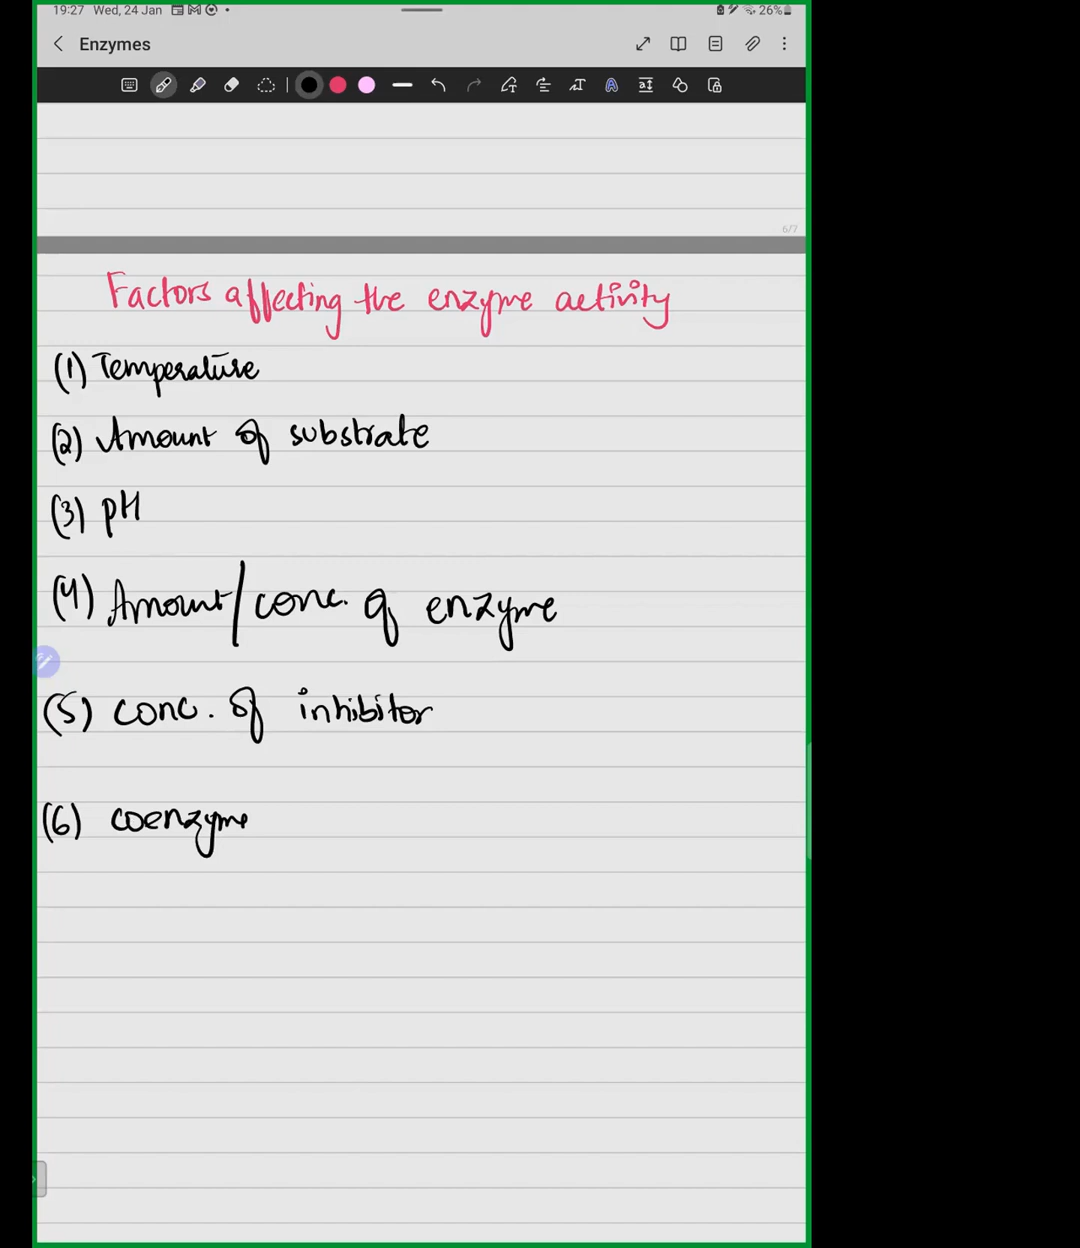 19:27 Wed, 24 Jan
26%
Enzymes
6/7
Factors affecting the enzyme activity
(1) Temperature
(2) Amount of substrate
(3) pH
(4) Amount/conc. of enzyme
(5) conc. of inhibitor
(6) coenzyme